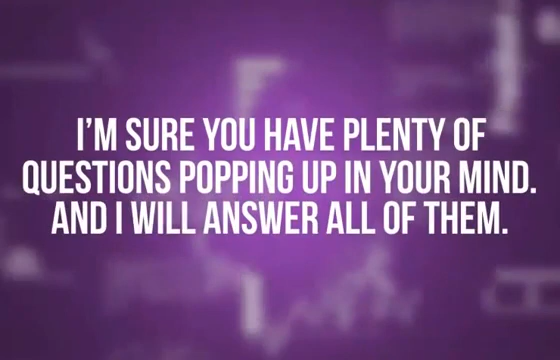 I'M SURE YOU HAVE PLENTY OF
QUESTIONS POPPING UP IN YOUR MIND.
AND I WILL ANSWER ALL OF THEM.